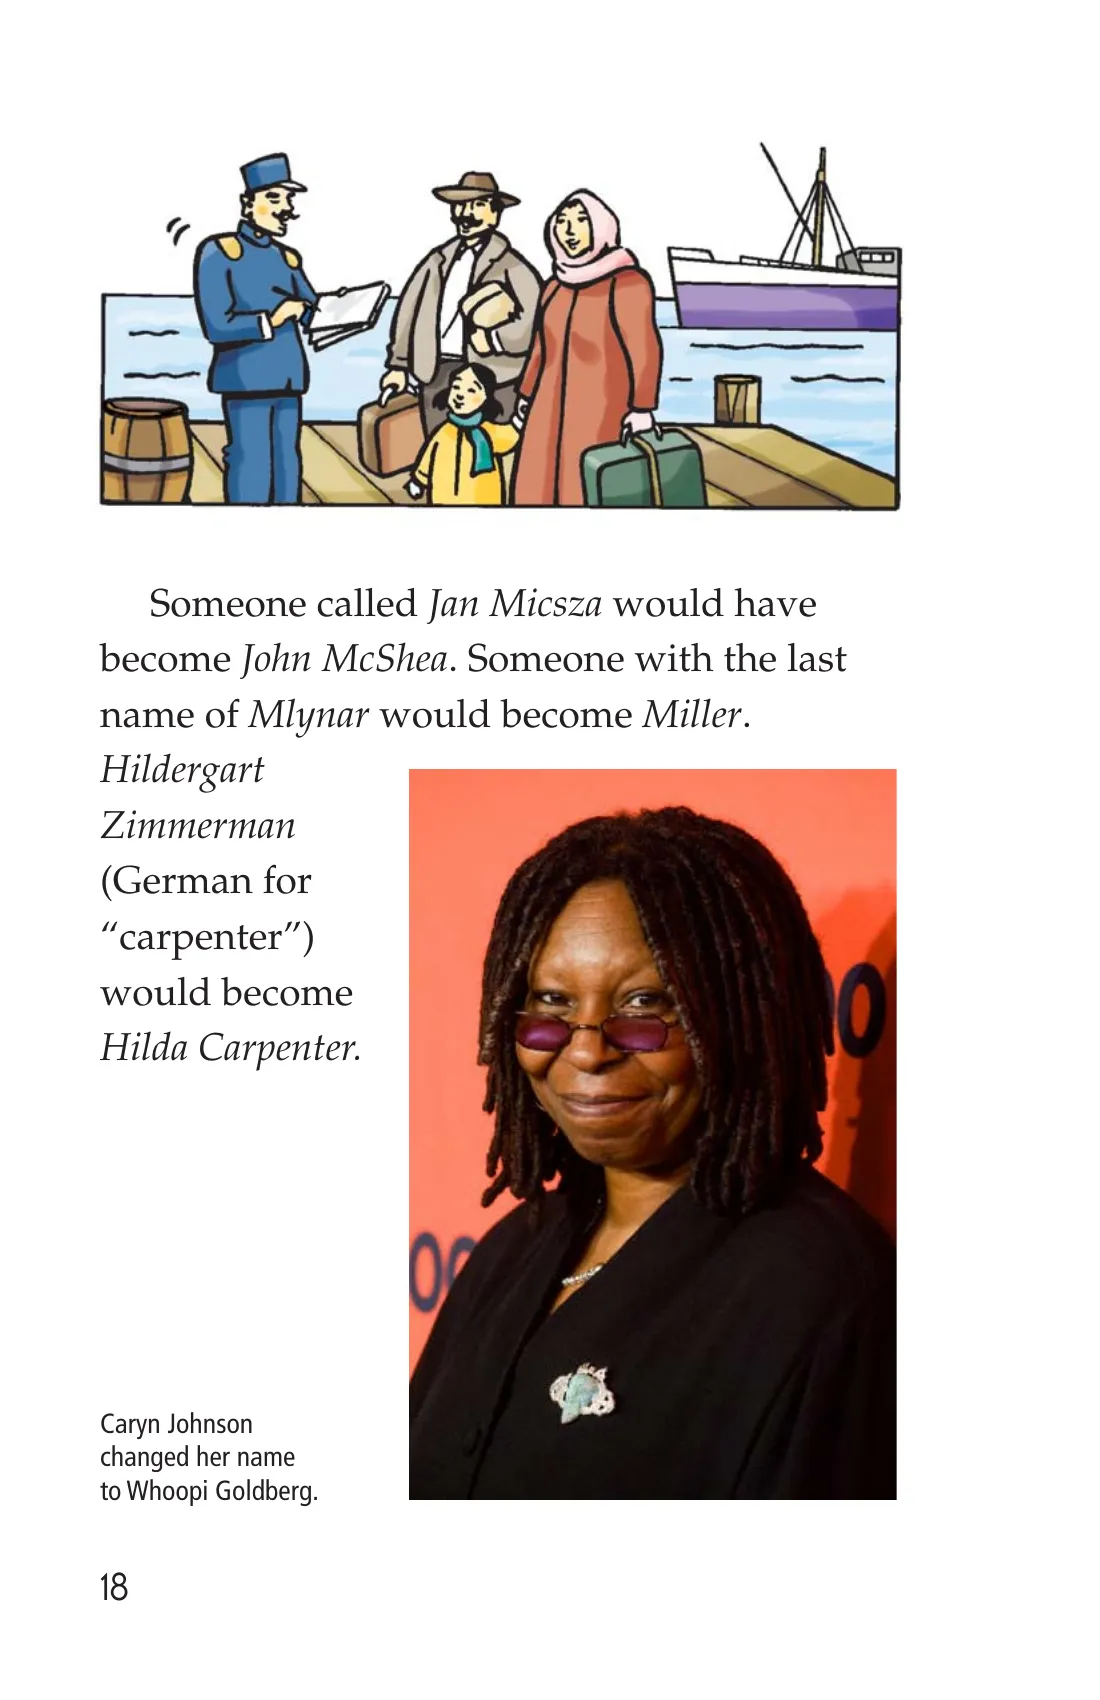 Someone called Jan Micsza would have
become John McShea. Someone with the last
name of Mlynar would become Miller.
Hildergart
Zimmerman
(German for
“carpenter”)
would become
Hilda Carpenter.
Caryn Johnson
changed her name
to Whoopi Goldberg.
18